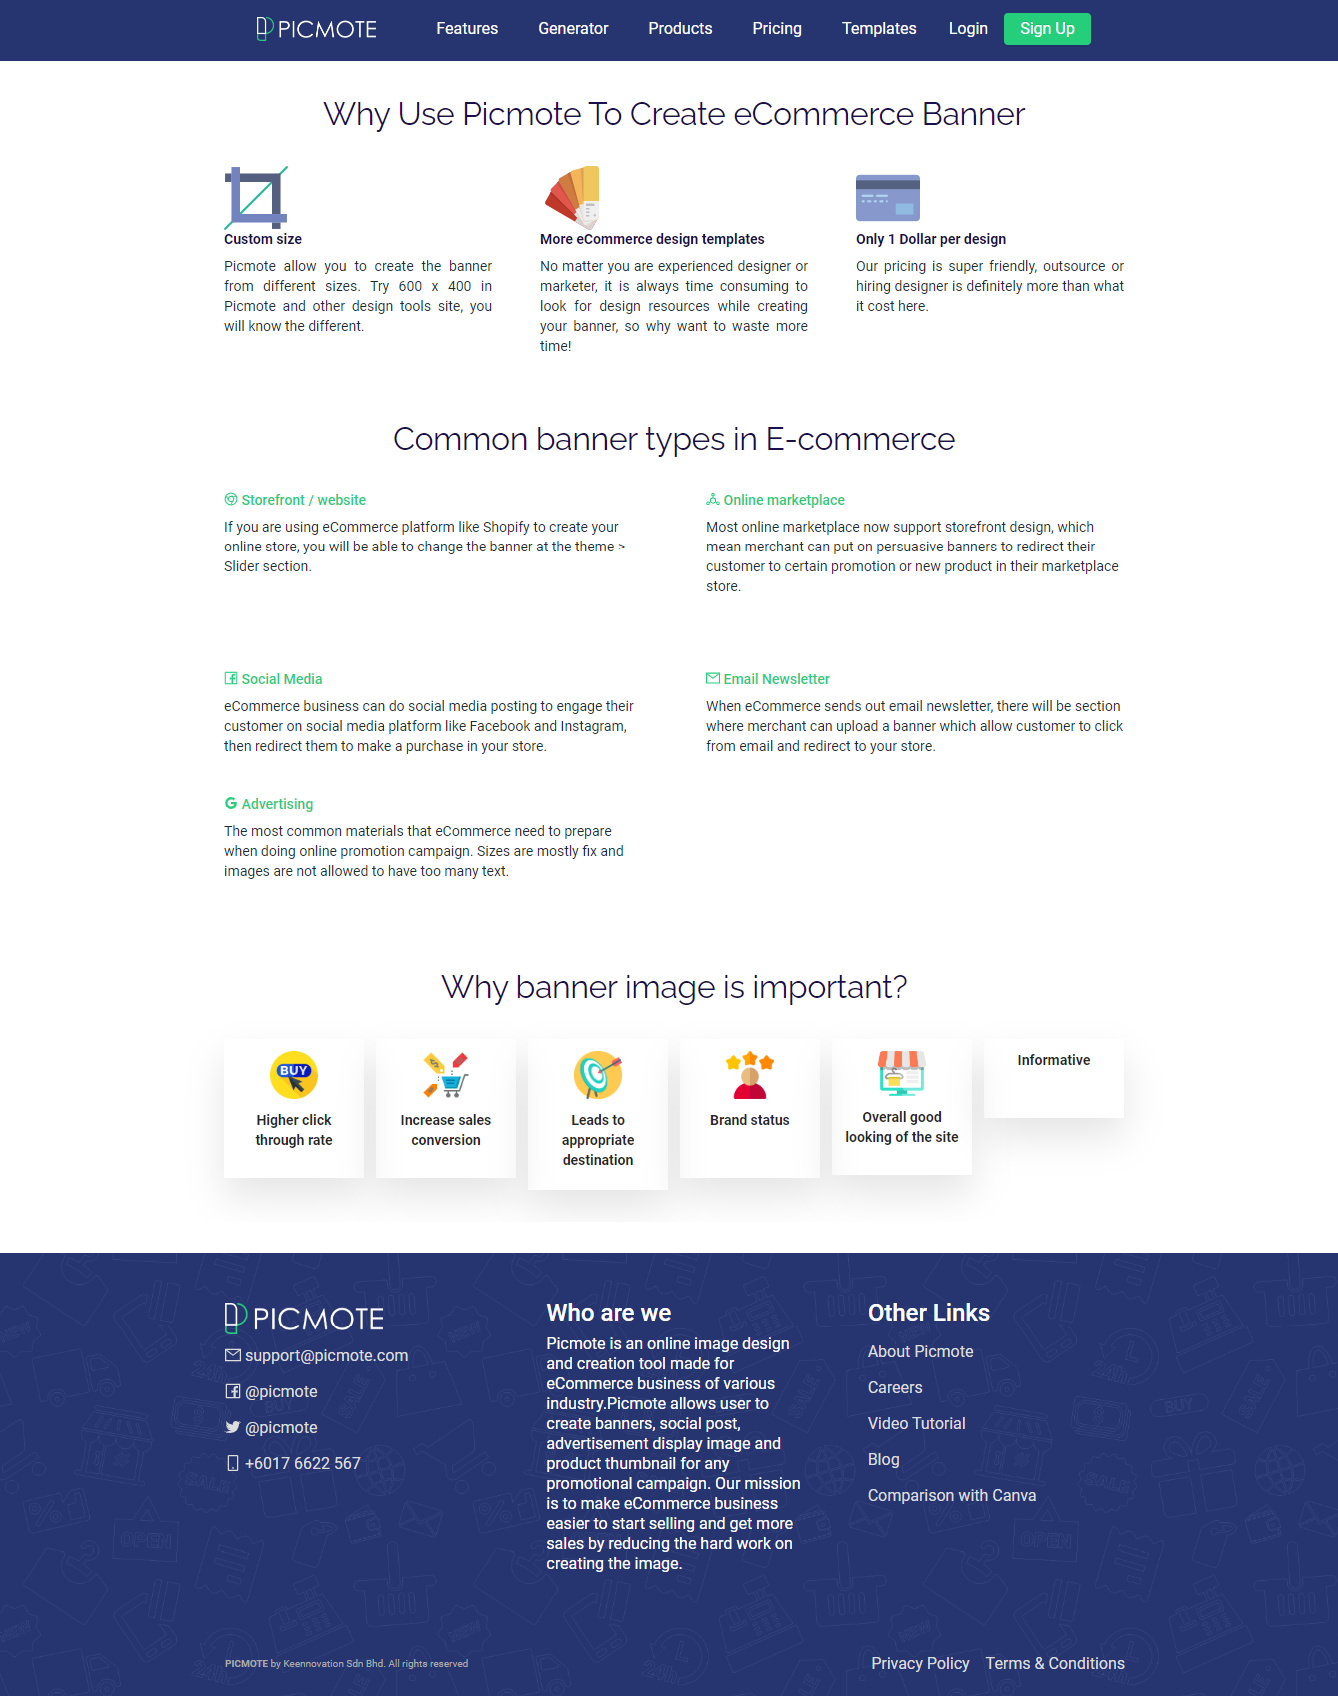 PICMOTE
Features
Generator
Products
Pricing
Templates
Login
Sign Up
Why Use Picmote To Create eCommerce Banner
Custom size
Picmote allow you to create the banner
from different sizes. Try 600 x 400 in
Picmote and other design tools site, you
will know the different.
More eCommerce design templates
No matter you are experienced designer or
marketer, it is always time consuming to
look for design resources while creating
your banner, so why want to waste more
time!
Only 1 Dollar per design
Our pricing is super friendly, outsource or
hiring designer is definitely more than what
it cost here.
Common banner types in E-commerce
Storefront / website
If you are using eCommerce platform like Shopify to create your
online store, you will be able to change the banner at the theme >
Slider section.
Online marketplace
Most online marketplace now support storefront design, which
mean merchant can put on persuasive banners to redirect their
customer to certain promotion or new product in their marketplace
store.
Social Media
eCommerce business can do social media posting to engage their
customer on social media platform like Facebook and Instagram,
then redirect them to make a purchase in your store.
Email Newsletter
When eCommerce sends out email newsletter, there will be section
where merchant can upload a banner which allow customer to click
from email and redirect to your store.
Advertising
The most common materials that eCommerce need to prepare
when doing online promotion campaign. Sizes are mostly fix and
images are not allowed to have too many text.
Why banner image is important?
BUY
Higher click
through rate
Increase sales
conversion
Leads to
appropriate
destination
Brand status
Overall good
looking of the site
Informative
PICMOTE
support@picmote.com
@picmote
@picmote
+6017 6622 567
Who are we
Picmote is an online image design
and creation tool made for
eCommerce business of various
industry.Picmote allows user to
create banners, social post,
advertisement display image and
product thumbnail for any
promotional campaign. Our mission
is to make eCommerce business
easier to start selling and get more
sales by reducing the hard work on
creating the image.
Other Links
About Picmote
Careers
Video Tutorial
Blog
Comparison with Canva
PICMOTE by Keennovation Sdn Bhd. All rights reserved
Privacy Policy
Terms & Conditions